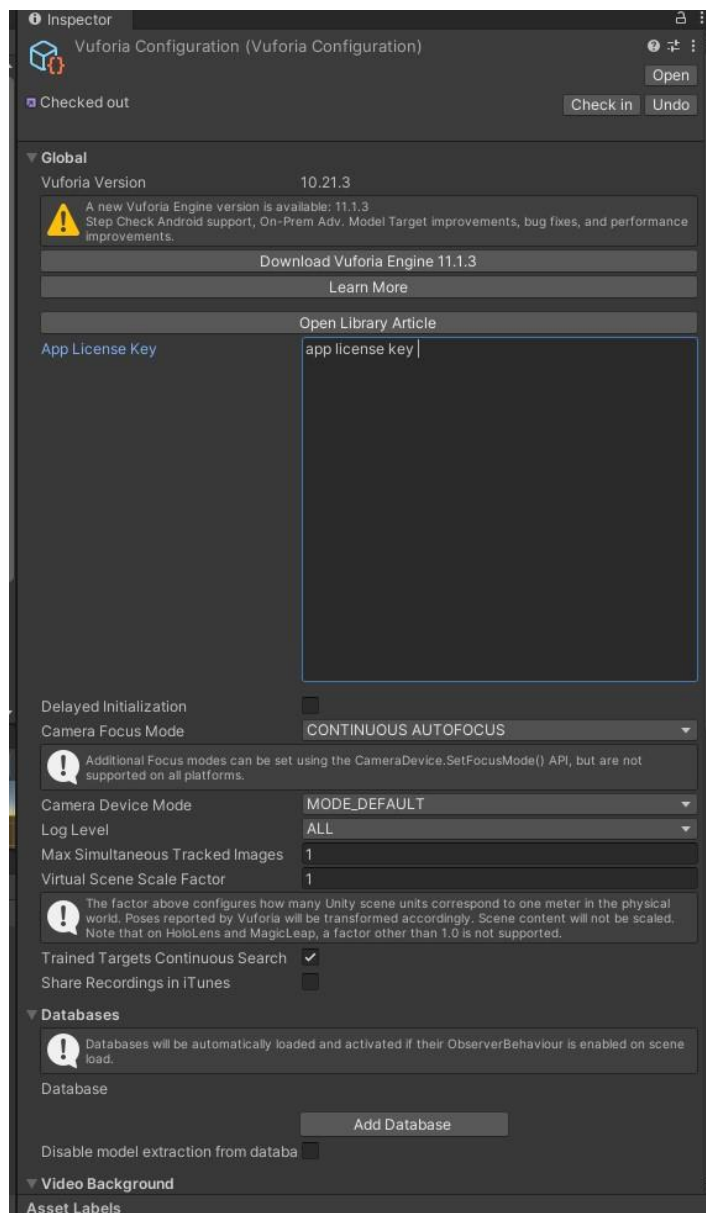 Inspector
Vuforia Configuration (Vuforia Configuration)
Open
Checked out
Check in Undo
Global
Vuforia Version 10.21.3
A new Vuforia Engine version is available: 11.1.3
Step Check Android support, On-Prem Adv. Model Target improvements, bug fixes, and performance
improvements.
Download Vuforia Engine 11.1.3
Learn More
Open Library Article
App License Key app license key
Delayed Initialization
Camera Focus Mode CONTINUOUS AUTOFOCUS
Additional Focus modes can be set using the CameraDevice.SetFocusMode() API, but are not
supported on all platforms.
Camera Device Mode MODE_DEFAULT
Log Level ALL
Max Simultaneous Tracked Images 1
Virtual Scene Scale Factor 1
The factor above configures how many Unity scene units correspond to one meter in the physical
world. Poses reported by Vuforia will be transformed accordingly. Scene content will not be scaled.
Note that on HoloLens and MagicLeap, a factor other than 1.0 is not supported.
Trained Targets Continuous Search
Share Recordings in iTunes
Databases
Databases will be automatically loaded and activated if their ObserverBehaviour is enabled on scene
load.
Database
Add Database
Disable model extraction from databa
Video Background
Asset Labels